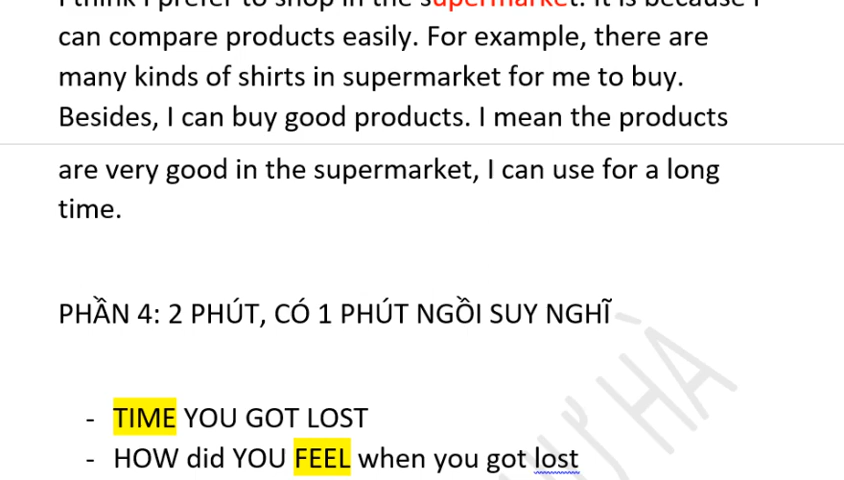 I think I prefer to shop in the supermarket. It is because I
can compare products easily. For example, there are
many kinds of shirts in supermarket for me to buy.
Besides, I can buy good products. I mean the products
are very good in the supermarket, I can use for a long
time.
PHẦN 4: 2 PHÚT, CÓ 1 PHÚT NGỒI SUY NGHĨ
- TIME YOU GOT LOST
- HOW did YOU FEEL when you got lost
HÀ